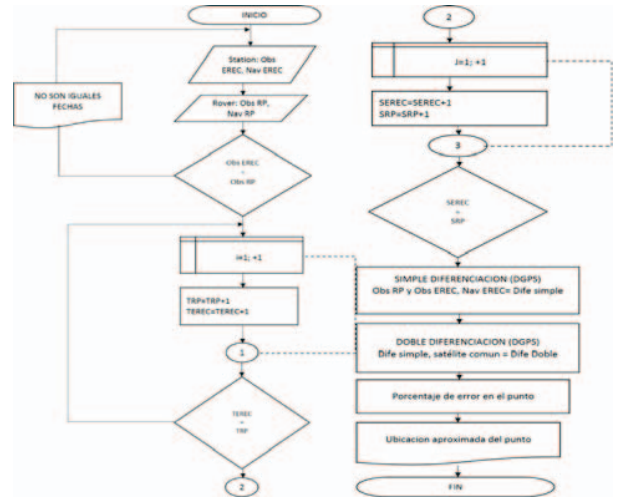 INICIO
Station: Obs
EREC, Nav EREC
NO SON IGUALES
FECHAS
Rover: Obs RP,
Nav RP
Obs EREC
=
Obs RP
i=1; +1
TRP=TRP+1
TEREC=TEREC+1
1
TEREC
=
TRP
2
2
J=1; +1
SEREC=SEREC+1
SRP=SRP+1
3
SEREC
=
SRP
SIMPLE DIFERENCIACION (DGPS)
Obs RP y Obs EREC, Nav EREC= Dife simple
DOBLE DIFERENCIACION (DGPS)
Dife simple, satélite comun = Dife Doble
Porcentaje de error en el punto
Ubicacion aproximada del punto
FIN